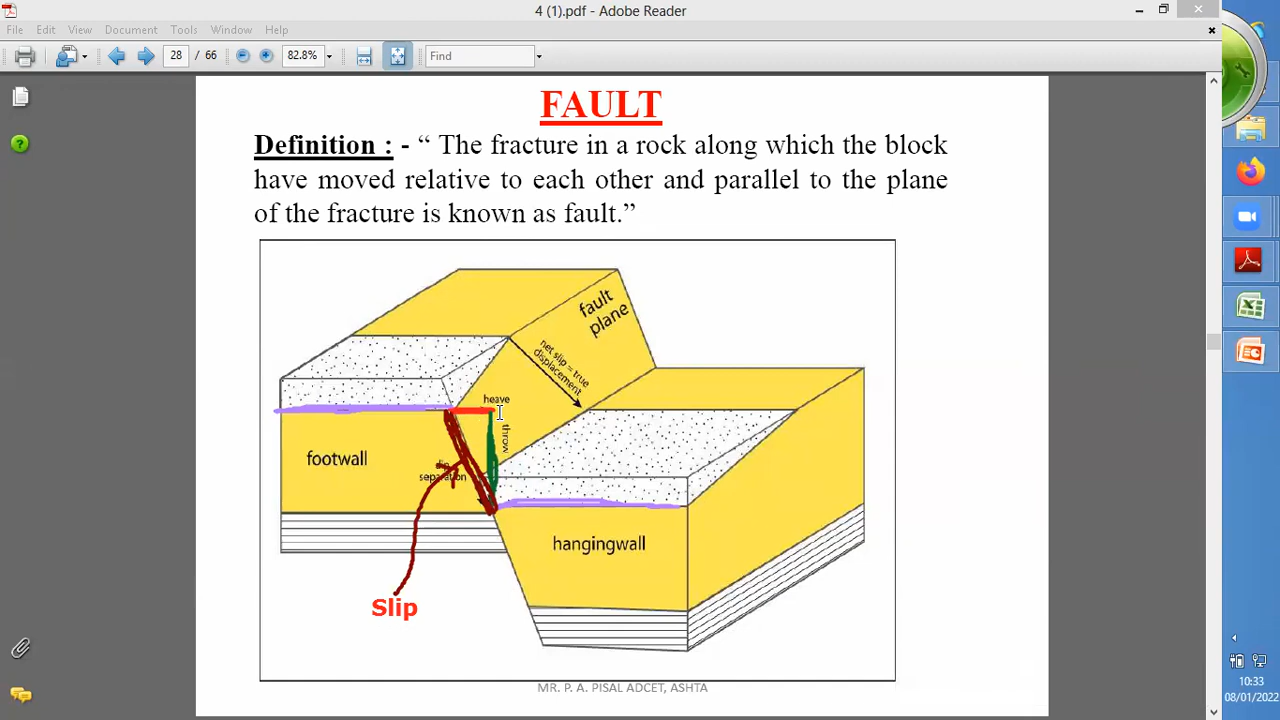 4 (1).pdf - Adobe Reader
File Edit View Document Tools Window Help
28 / 66 82.8% Find
FAULT
Definition : - “ The fracture in a rock along which the block
have moved relative to each other and parallel to the plane
of the fracture is known as fault.”
fault
plane
net slip = true
displacement
heave
throw
footwall
separation
hangingwall
Slip
MR. P. A. PISAL ADCET, ASHTA
10:33
08/01/2022